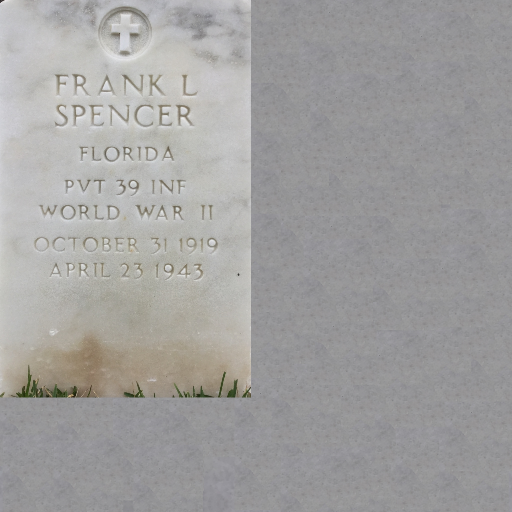 FRANK L
SPENCER
FLORIDA
PVT 39 INF
WORLD WAR II
OCTOBER 31 1919
APRIL 23 1943